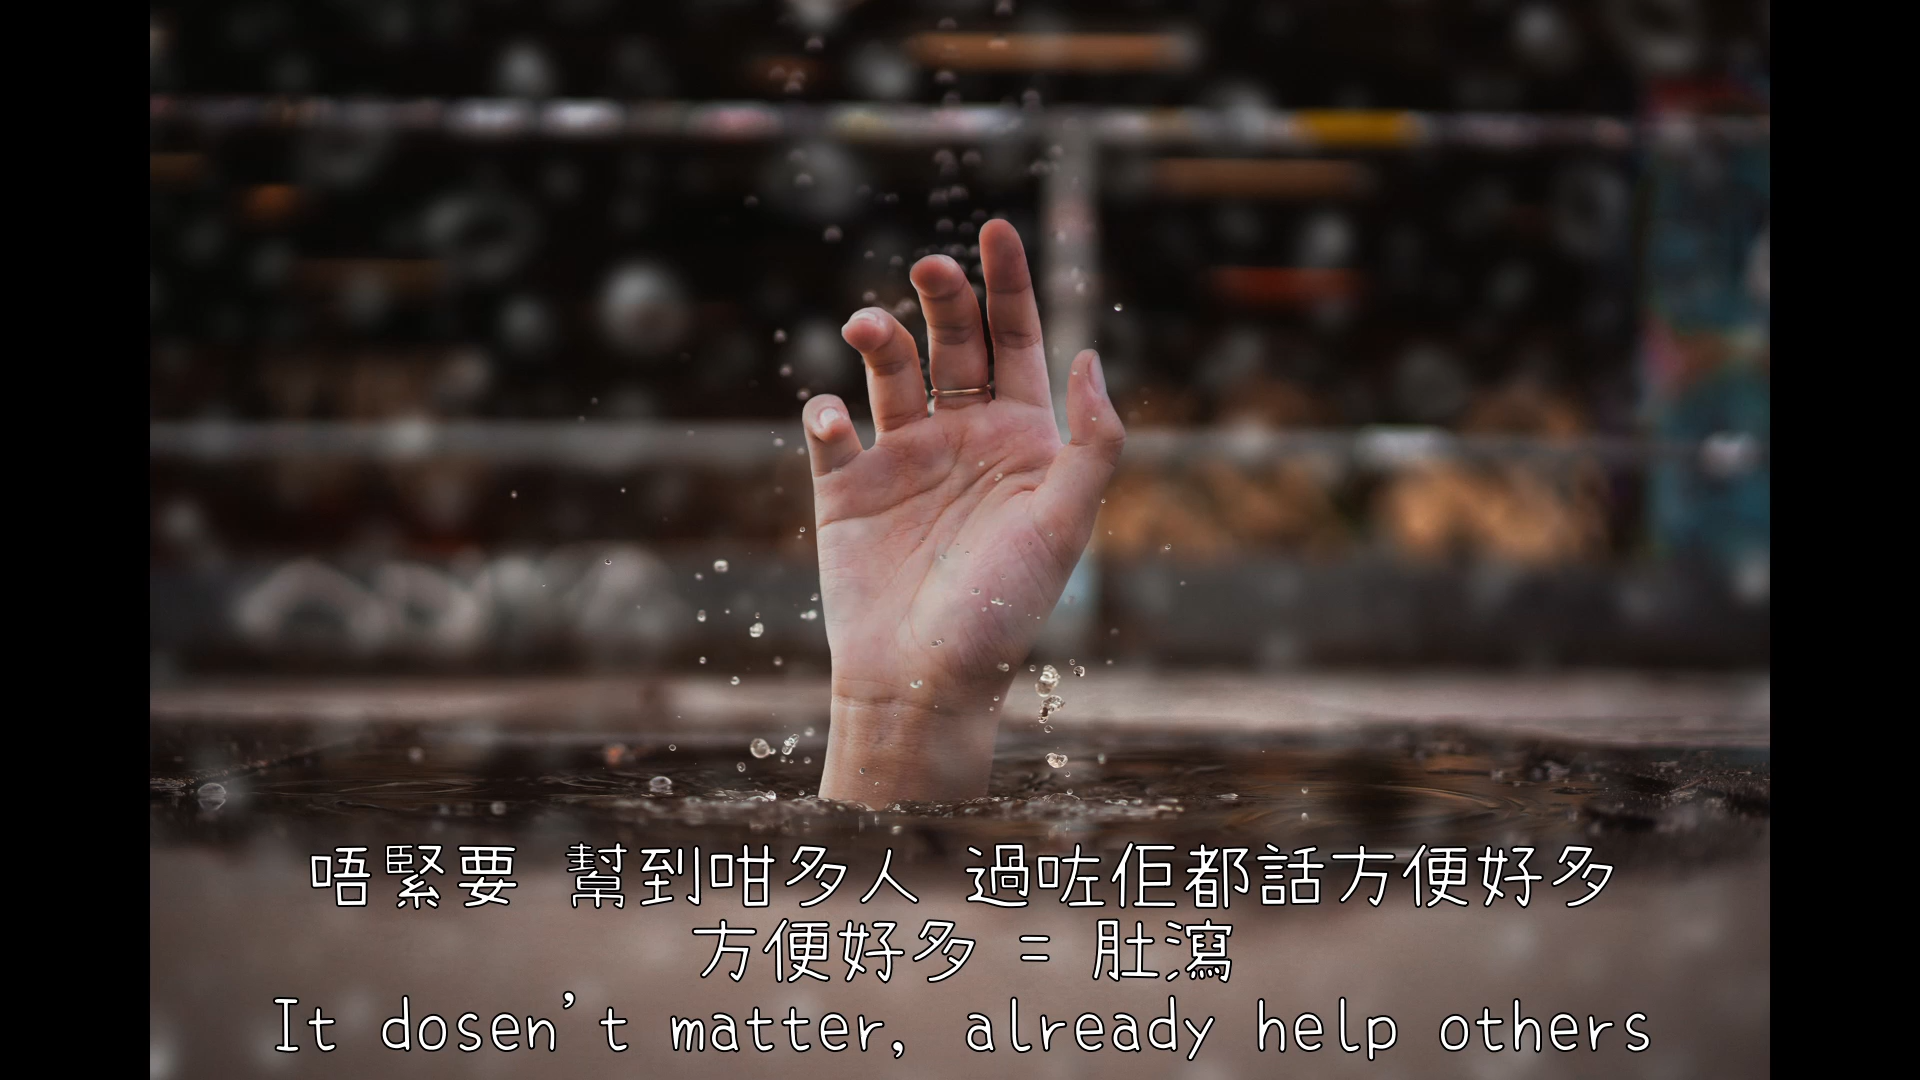 唔緊要 幫到咁多人 過咗佢都話方便好多
方便好多 = 肚瀉
It dosen't matter, already help others